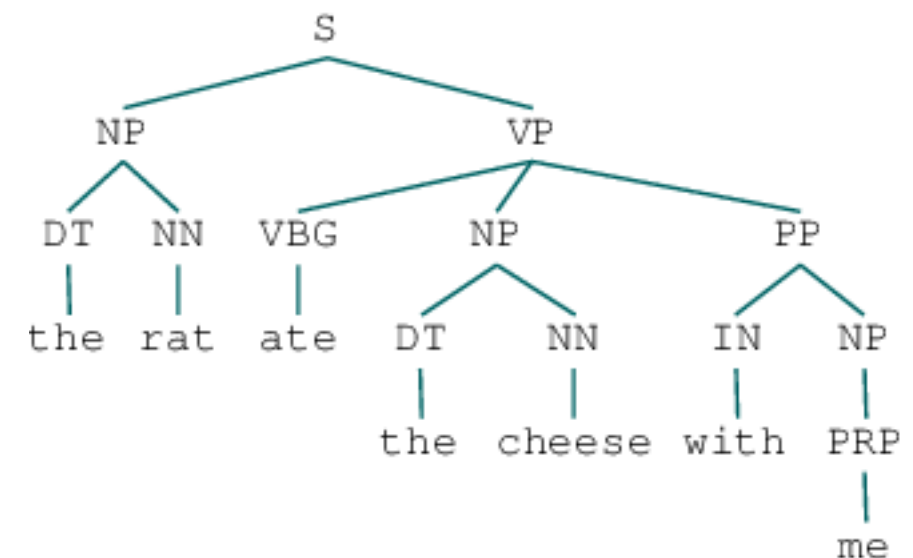 S
NP VP
DT NN VBG NP PP
the rat ate DT NN IN NP
the cheese with PRP
me